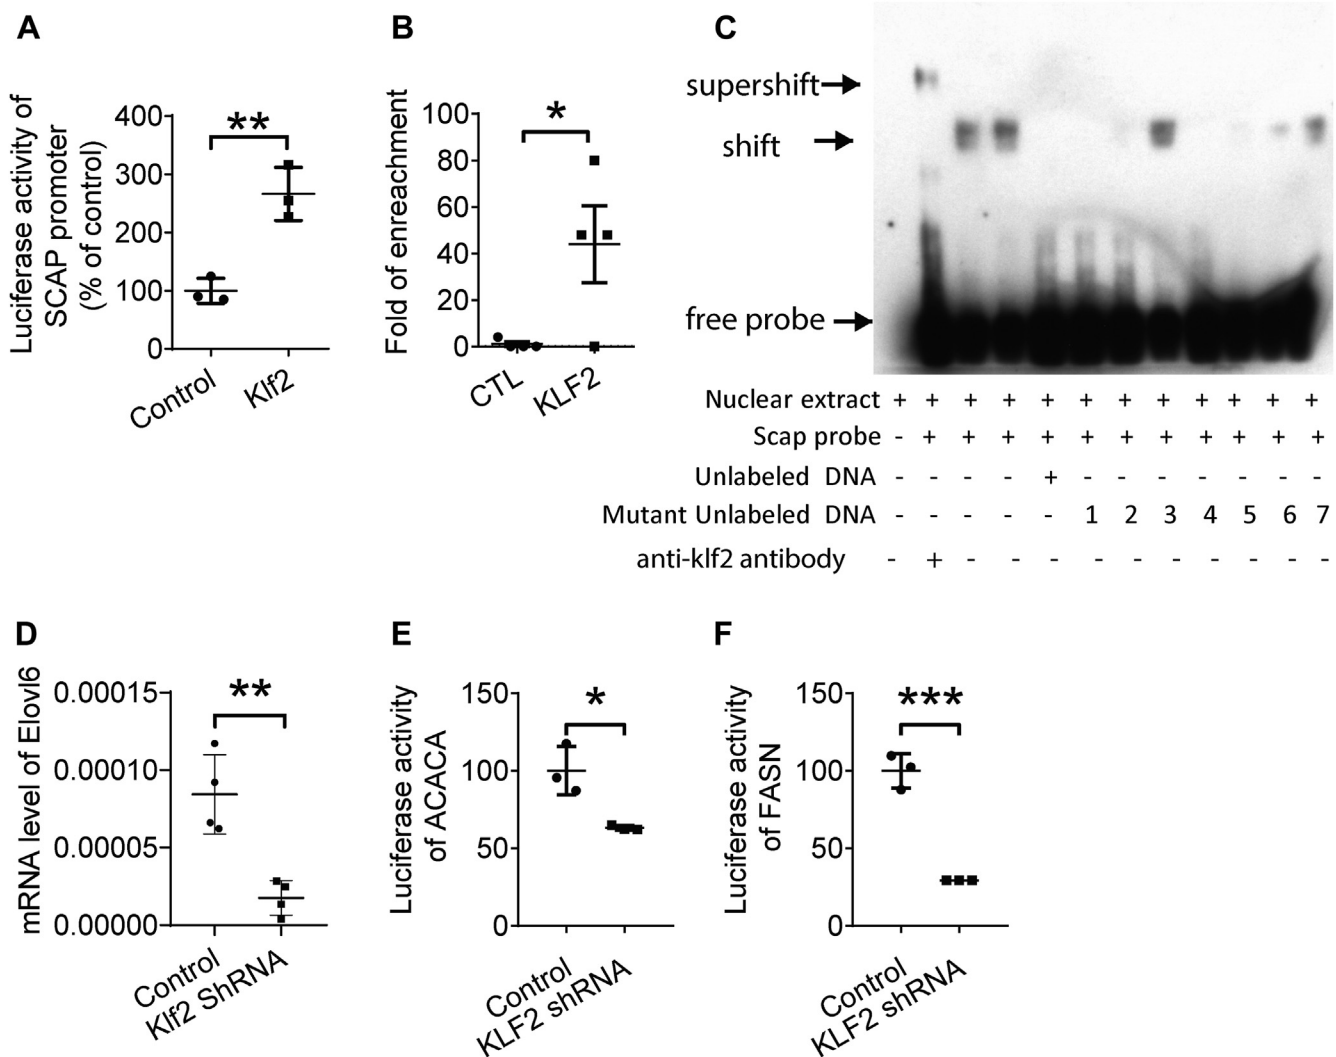 A
Luciferase activity of
SCAP promoter
(% of control)
400
300
200
100
0
**
Control
Klf2
B
Fold of enreachment
100
80
60
40
20
0
*
CTL
KLF2
C
supershift
shift
free probe
Nuclear extract + + + + + + + + + + + +
Scap probe - + + + + + + + + + + +
Unlabeled DNA - - - - + - - - - - - -
Mutant Unlabeled DNA - - - - - 1 2 3 4 5 6 7
anti-klf2 antibody - + - - - - - - - - - -
D
mRNA level of Elovl6
0.00015
0.00010
0.00005
0.00000
**
Control
Klf2 ShRNA
E
Luciferase activity
of ACACA
150
100
50
0
*
Control
KLF2 shRNA
F
Luciferase activity
of FASN
150
100
50
0
***
Control
KLF2 shRNA